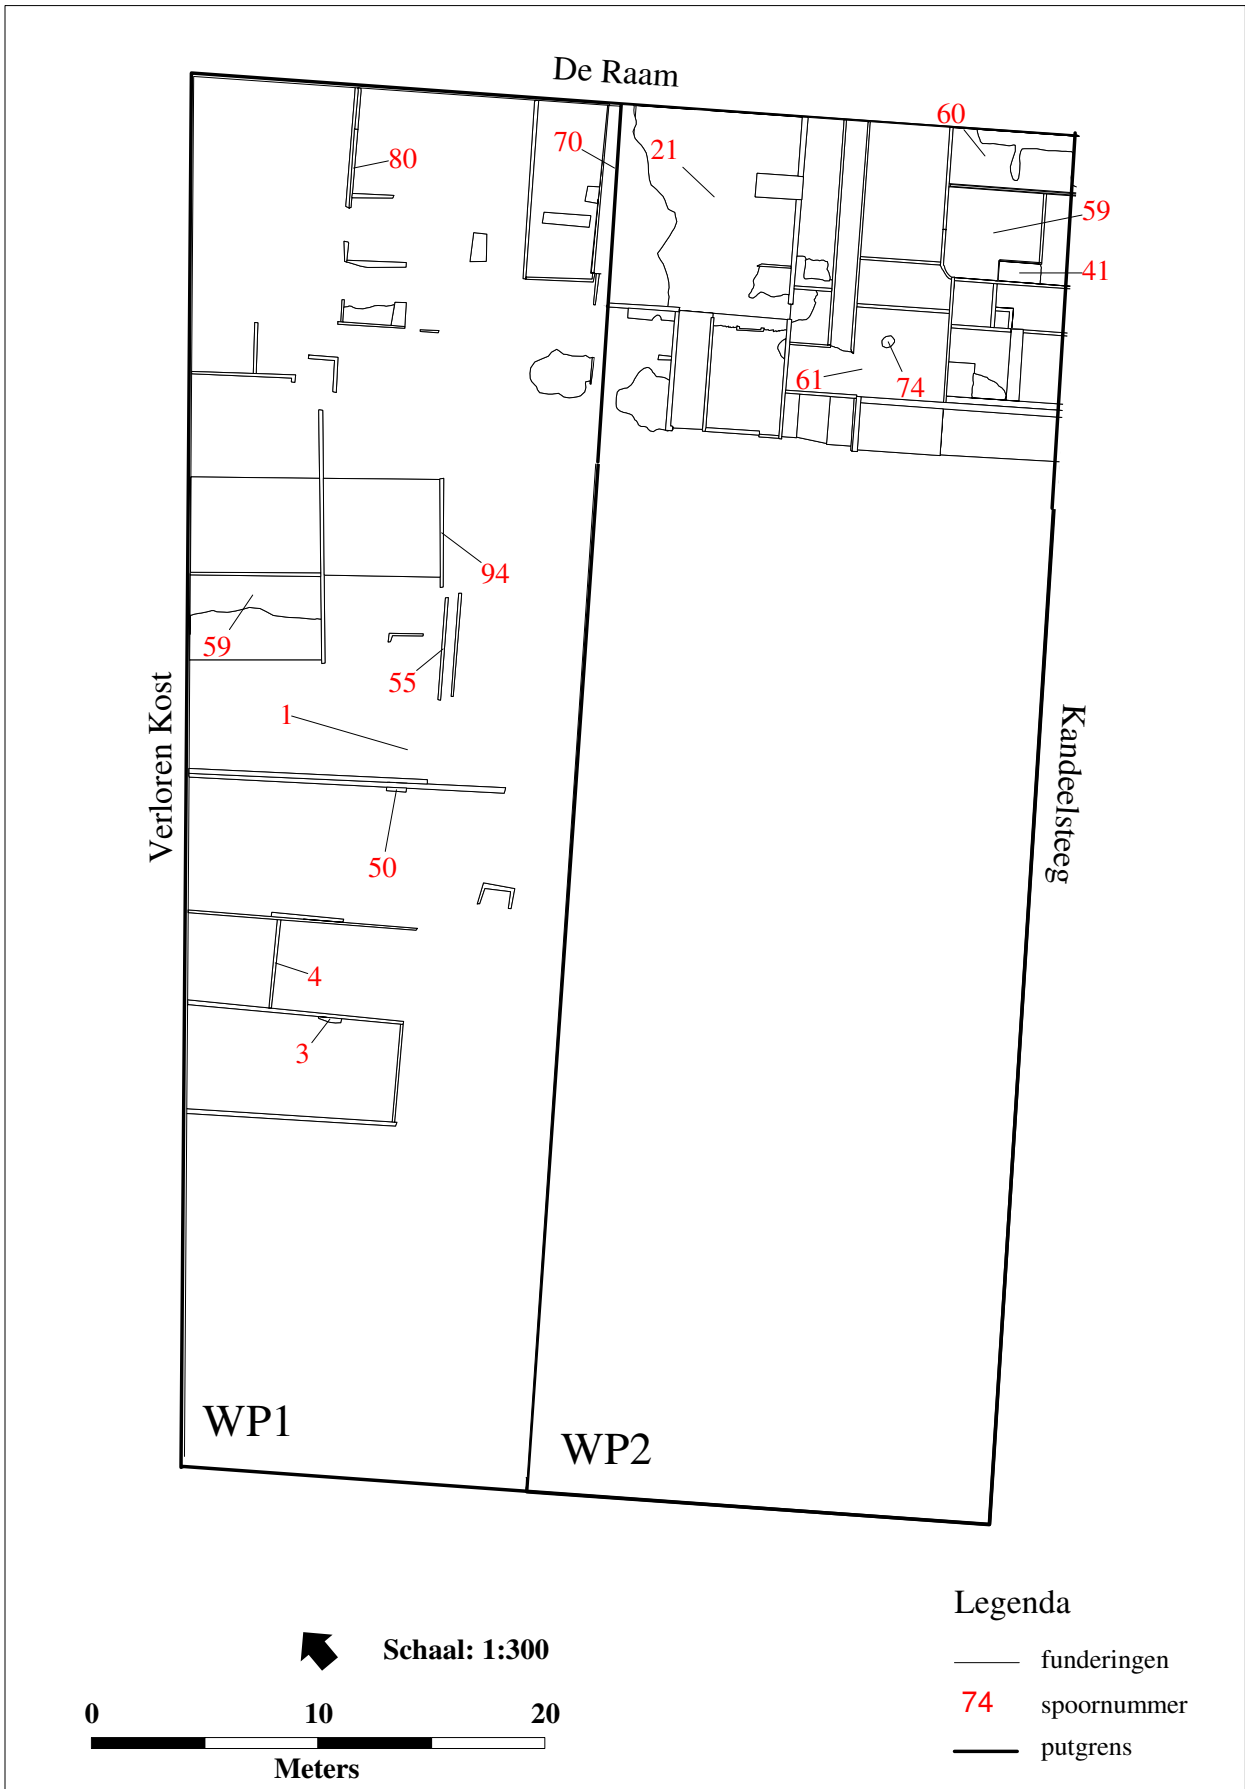 De Raam
60
70
21
80
59
41
61
74
94
59
55
1
Verloren Kost
Kandeelsteeg
50
4
3
WP1
WP2
Legenda
Schaal: 1:300
funderingen
74 spoornummer
putgrens
0 10 20
Meters